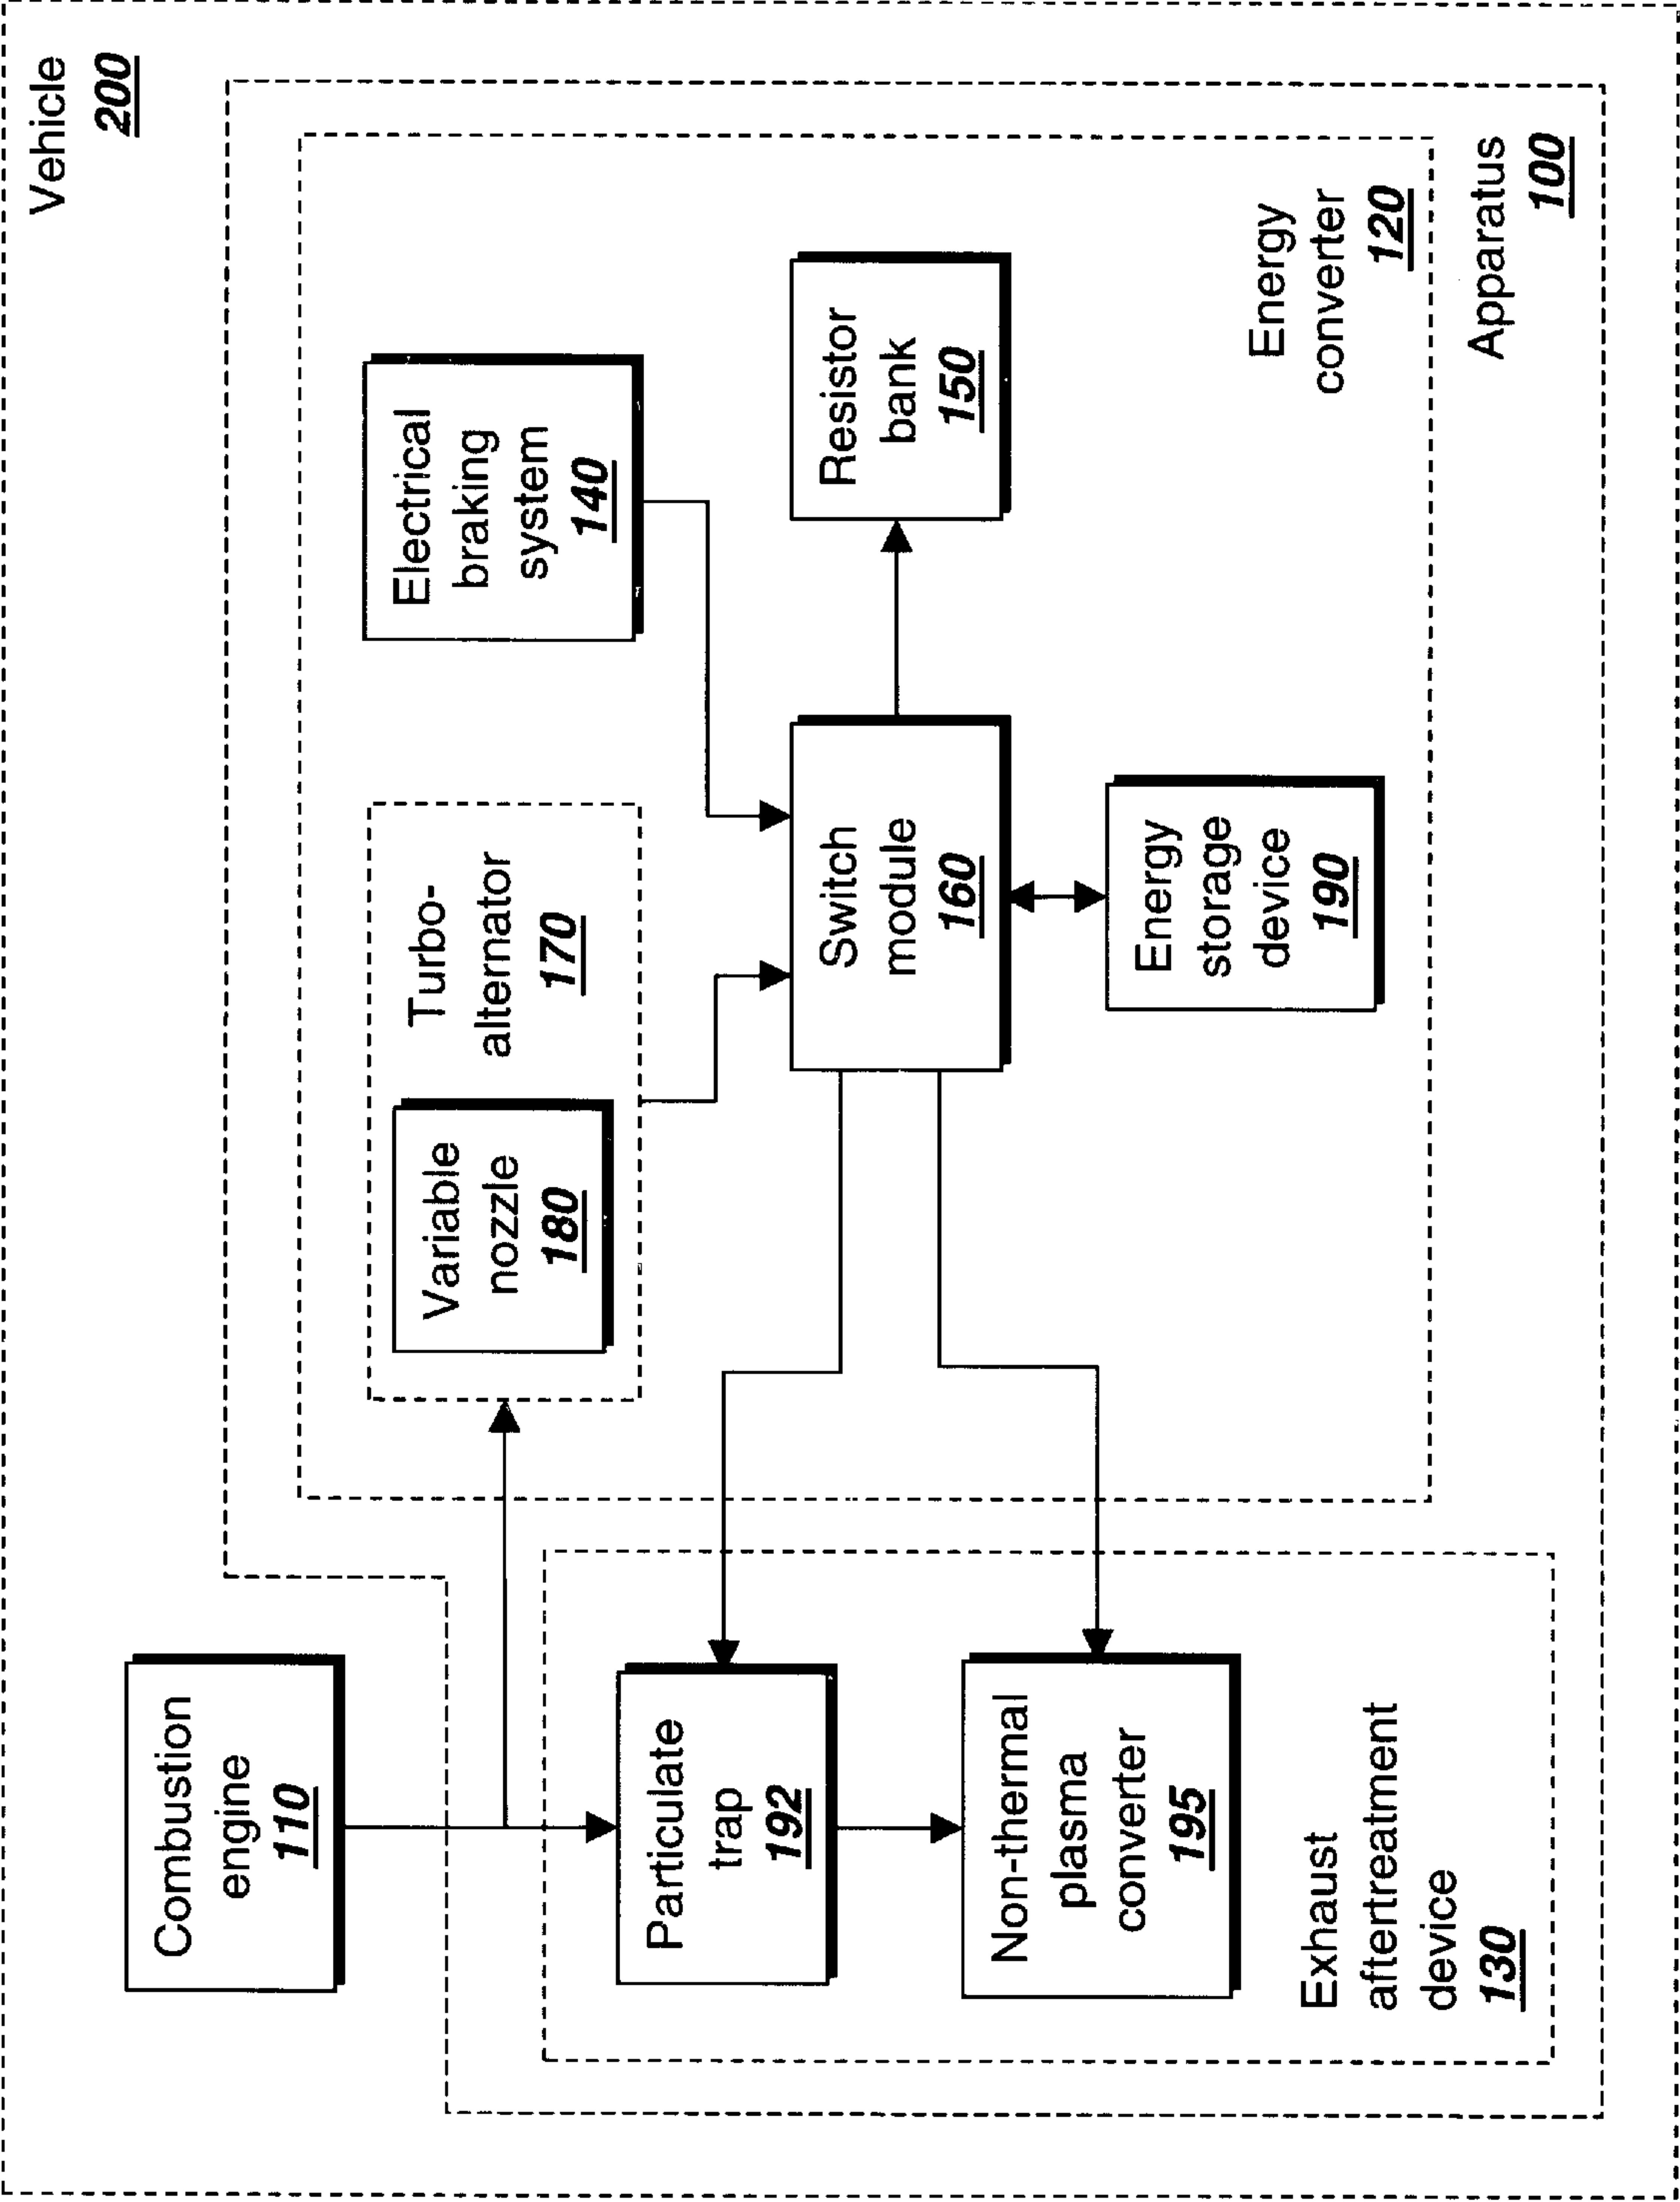 Vehicle
200
Combustion
engine
110
Turbo-
alternator
170
Variable
nozzle
180
Electrical
braking
system
140
Particulate
trap
192
Switch
module
160
Resistor
bank
150
Non-thermal
plasma
converter
195
Energy
storage
device
190
Energy
converter
120
Exhaust
aftertreatment
device
130
Apparatus
100